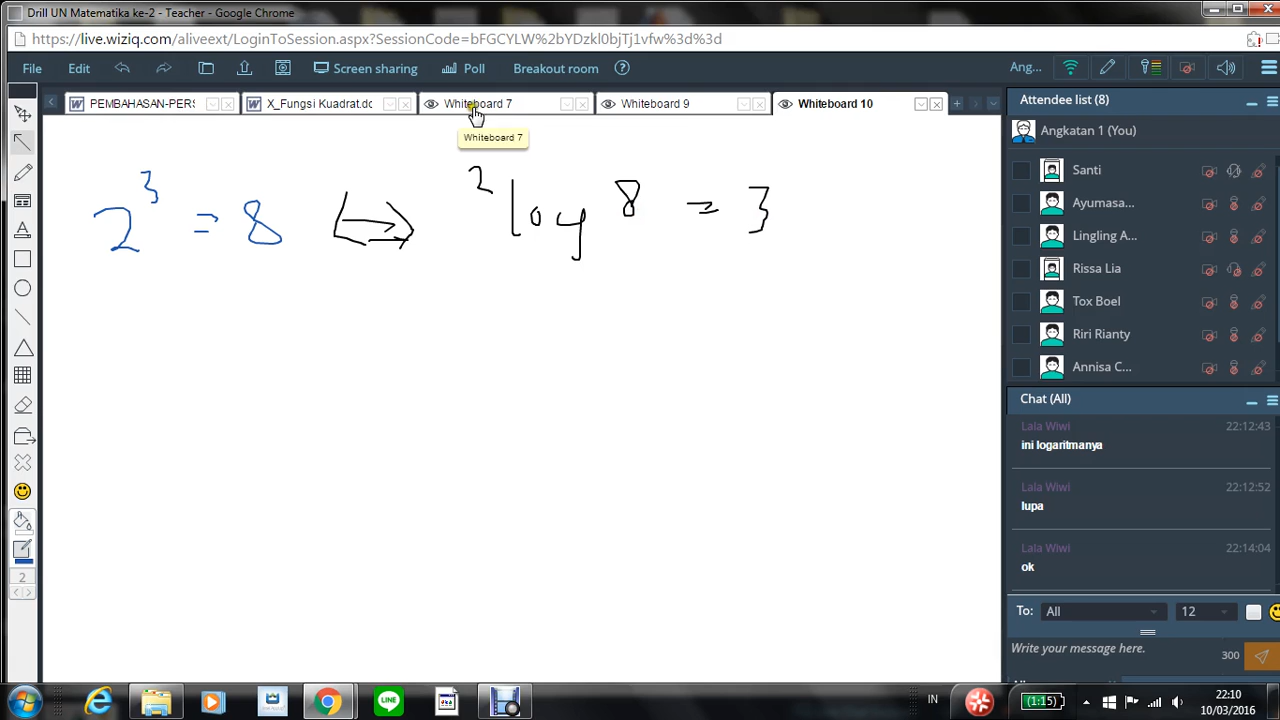 Drill UN Matematika ke-2 - Teacher - Google Chrome
https://live.wiziq.com/aliveext/LoginToSession.aspx?SessionCode=bFGCYLW%2bYDzkl0bjTj1vfw%3d%3d
File Edit Screen sharing Poll Breakout room ? Ang...
PEMBAHASAN-PERS X_Fungsi Kuadrat.dc Whiteboard 7 Whiteboard 9 Whiteboard 10
Whiteboard 7
2³ = 8 ⟺ ²log 8 = 3
Attendee list (8)
Angkatan 1 (You)
Santi
Ayumasa...
Lingling A...
Rissa Lia
Tox Boel
Riri Rianty
Annisa C...
Chat (All)
Lala Wiwi 22:12:43
ini logaritmanya
Lala Wiwi 22:12:52
lupa
Lala Wiwi 22:14:04
ok
To: All 12
Write your message here. 300
2
IN (1:15) 22:10
10/03/2016
LINE